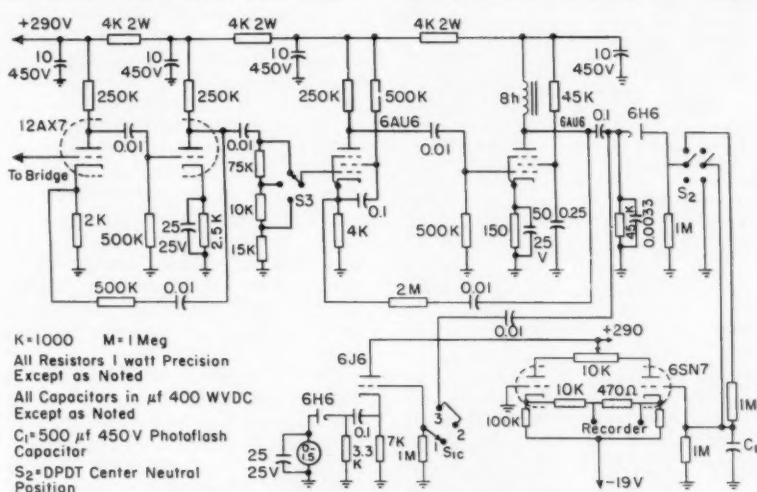 +290V
4K 2W
4K 2W
4K 2W
10
450V
10
450V
10
450V
10
450V
250K
250K
250K
500K
8h
45K
12AX7
0.01
0.01
75K
6AU6
0.01
6AU6
0.1
6H6
To Bridge
S3
10K
0.1
S2
2K
500K
25
25V
2.5K
15K
4K
500K
150
25
V
50
0.25
45K
0.0033
1M
500K
0.01
2M
0.01
0.01
K=1000 M=1 Meg
All Resistors 1 watt Precision
Except as Noted
All Capacitors in μf 400 WVDC
Except as Noted
C1=500 μf 450V Photoflash
Capacitor
S2=DPDT Center Neutral
Position
6J6
6H6
25
25V
0-
1.5
0.1
3.3
K
7K
1M
3
2
1
S1C
+290
10K
6SN7
10K
470Ω
100K
Recorder
-19V
1M
1M
C1